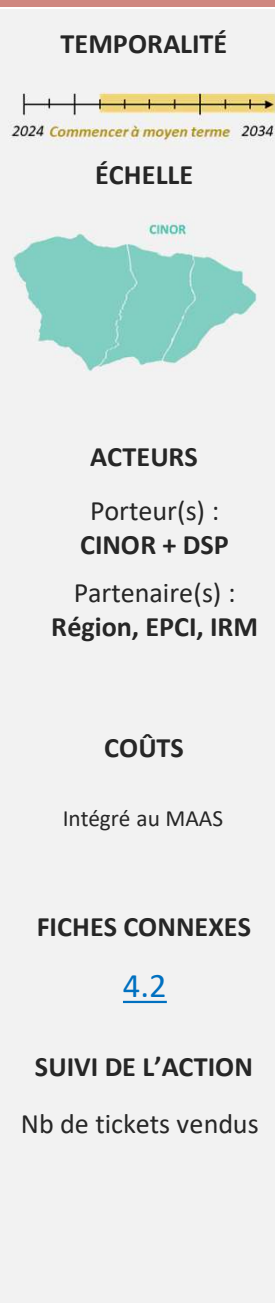 TEMPORALITÉ
2024 Commencer à moyen terme 2034
ÉCHELLE
CINOR
ACTEURS
Porteur(s) :
CINOR + DSP
Partenaire(s) :
Région, EPCI, IRM
COÛTS
Intégré au MAAS
FICHES CONNEXES
4.2
SUIVI DE L’ACTION
Nb de tickets vendus